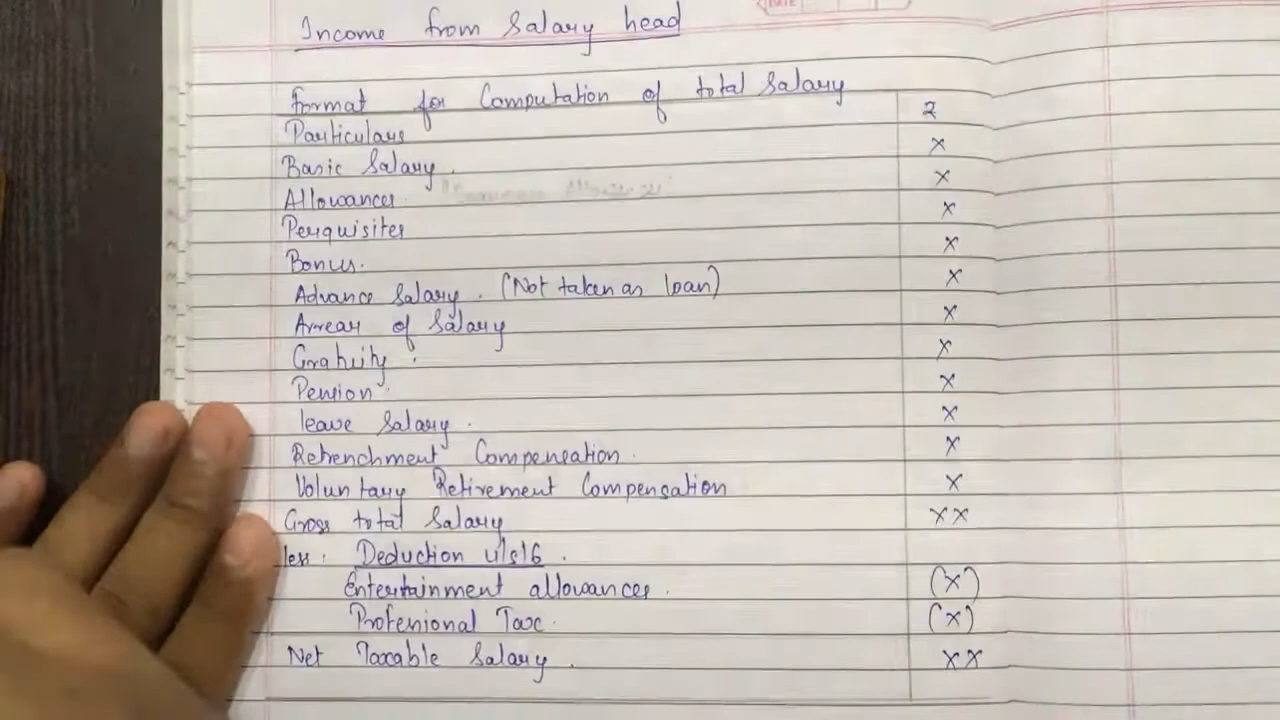 Income from Salary head
Format for Computation of total Salary
Particulars ₹
Basic Salary. x
Allowances x
Perquisites x
Bonus. x
Advance Salary. (Not taken as loan) x
Arrear of Salary x
Gratuity. x
Pension. x
leave Salary. x
Retrenchment Compensation. x
Voluntary Retirement Compensation x
Gross total Salary xx
less: Deduction u/s16.
Entertainment allowances. (x)
Professional Tax. (x)
Net Taxable Salary. xx